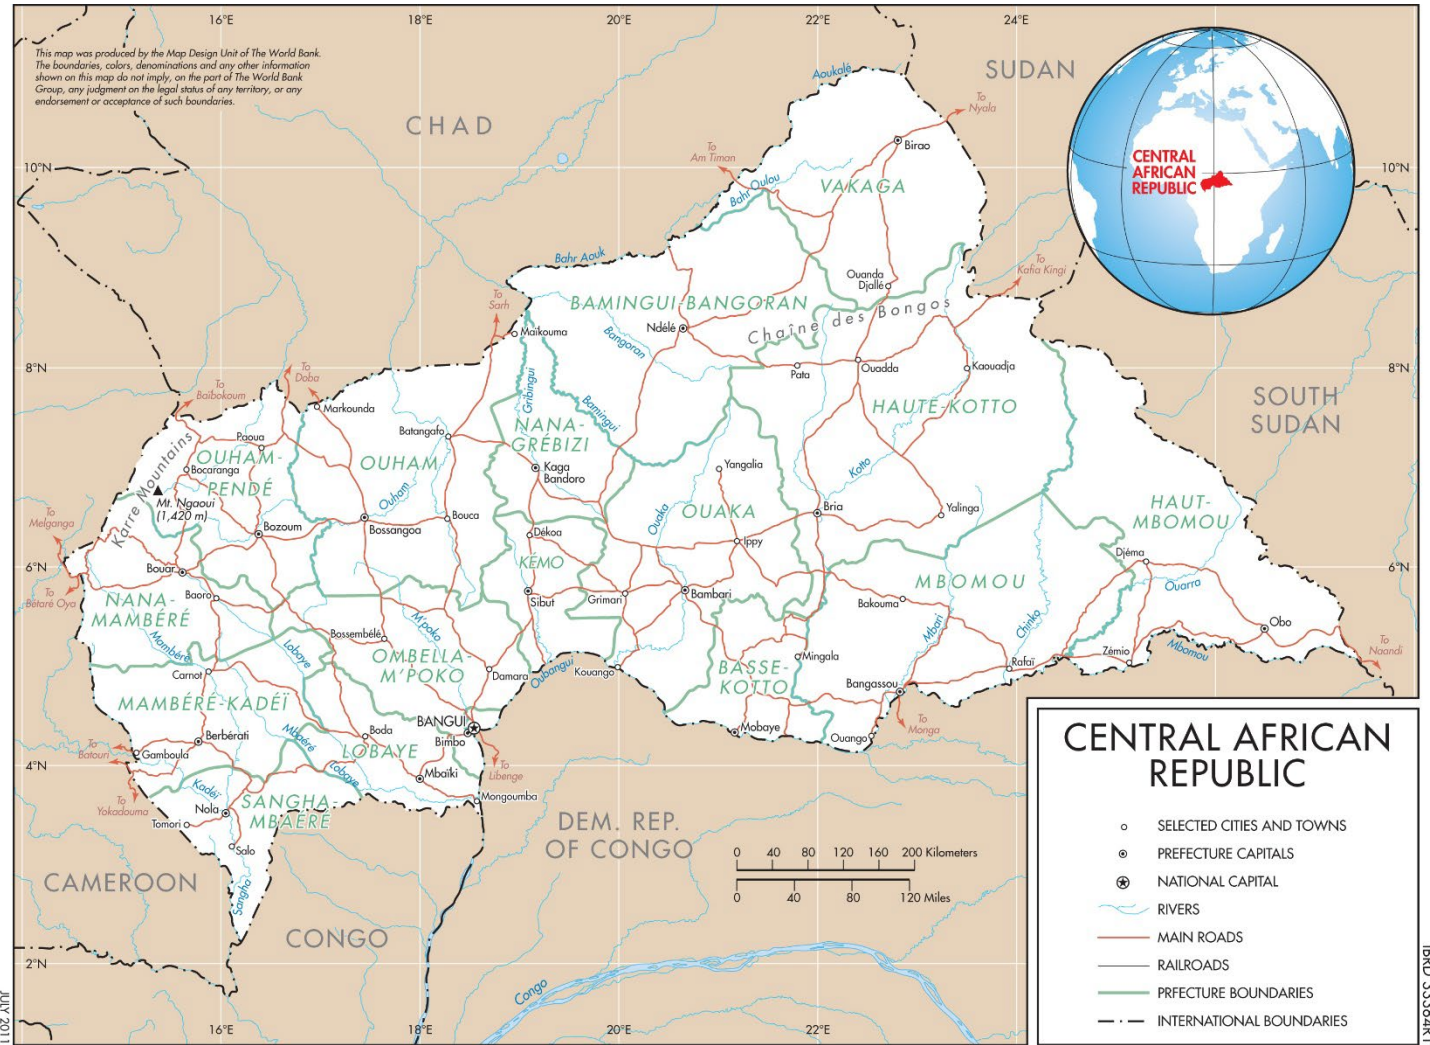 16°E
18°E
20°E
22°E
24°E
This map was produced by the Map Design Unit of The World Bank.
The boundaries, colors, denominations and any other information
shown on this map do not imply, on the part of The World Bank
Group, any judgment on the legal status of any territory, or any
endorsement or acceptance of such boundaries.
CHAD
SUDAN
Aoukalé
To
Nyala
To
Am Timan
Birao
10°N
10°N
VAKAGA
Bahr Oulou
CENTRAL
AFRICAN
REPUBLIC
Bahr Aouk
To
Kafia Kingi
Ouanda
Djallé
To
Sarh
BAMINGUI-BANGORAN
Chaîne des Bongos
Maïkouma
Ndélé
Bangoran
8°N
8°N
Pata
Ouadda
Kaouadja
To
Doba
To
Baïbokoum
Markounda
Gribingui
Bamingui
HAUTE-KOTTO
SOUTH
SUDAN
NANA-
GRÉBIZI
Batangafo
Paoua
Karre Mountains
OUHAM-
PENDÉ
Bocaranga
OUHAM
Kaga
Bandoro
Yangalia
Kotto
Mt. Ngaoui
(1,420 m)
Ouham
Ouaka
OUAKA
Bria
Yalinga
HAUT-
MBOMOU
To
Melganga
Bozoum
Bossangoa
Bouca
Dékoa
Ippy
Djéma
KÉMO
6°N
6°N
Bouar
MBOMOU
Ouarra
To
Bétaré Oya
NANA-
MAMBÉRÉ
Baoro
Sibut
Grimari
Bambari
Bakouma
Mbari
Chinko
Obo
Bossembélé
M'poko
Mambéré
Lobaye
OMBELLA-
M'POKO
Mingala
Rafaï
Zémio
Mbomou
To
Naandi
Carnot
Damara
Oubangui
Kouango
BASSE-
KOTTO
Bangassou
MAMBÉRÉ-KADÉÏ
BANGUI
Bimbo
Mobaye
Ouango
To
Monga
Berbérati
Mbaéré
Boda
LOBAYE
To
Batouri
Gamboula
4°N
To
Libenge
Lobaye
Mbaïki
Kadéï
To
Yokadouma
Nola
SANGHA-
MBAÉRÉ
Mongoumba
Tomori
Salo
Sangha
DEM. REP.
OF CONGO
CAMEROON
CONGO
0 40 80 120 160 200 Kilometers
0 40 80 120 Miles
2°N
Congo
16°E
18°E
20°E
22°E
CENTRAL AFRICAN
REPUBLIC
SELECTED CITIES AND TOWNS
PREFECTURE CAPITALS
NATIONAL CAPITAL
RIVERS
MAIN ROADS
RAILROADS
PRFECTURE BOUNDARIES
INTERNATIONAL BOUNDARIES
JULY 2011